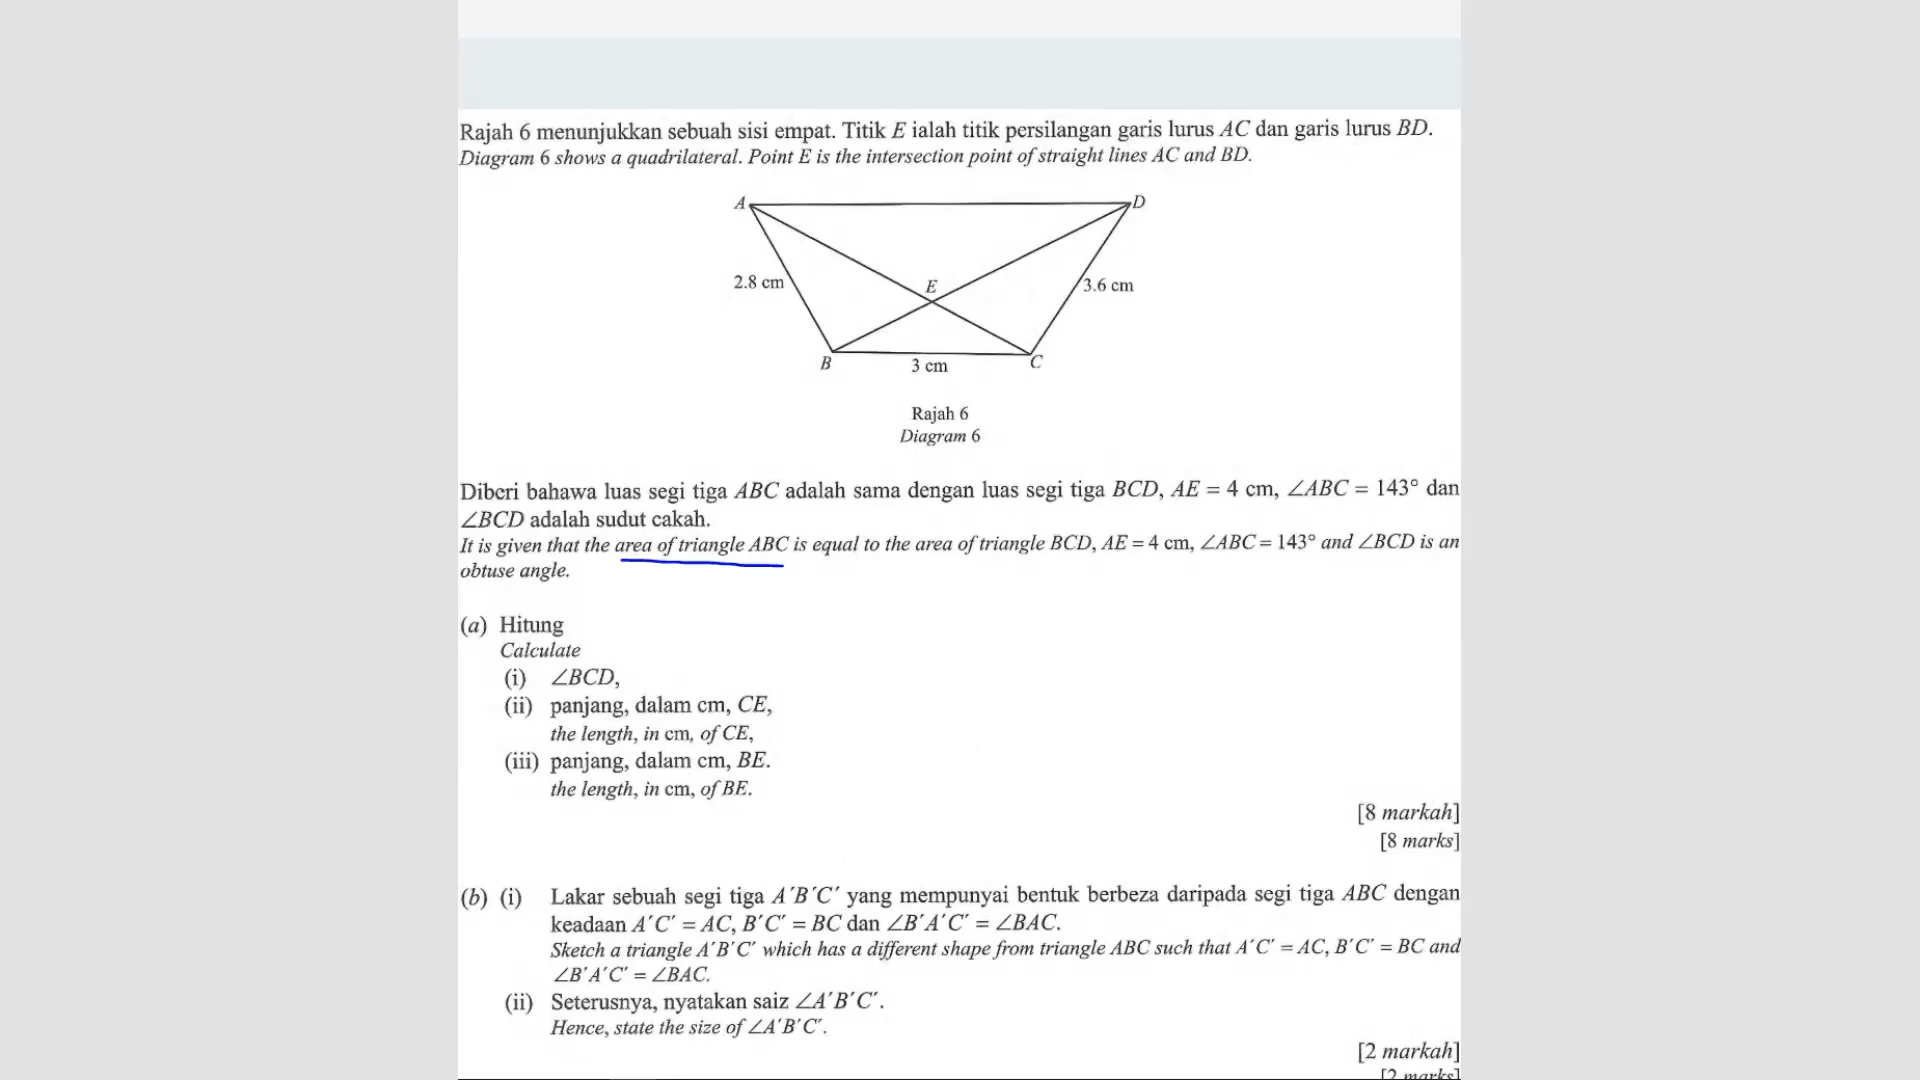 Rajah 6 menunjukkan sebuah sisi empat. Titik E ialah titik persilangan garis lurus AC dan garis lurus BD.
Diagram 6 shows a quadrilateral. Point E is the intersection point of straight lines AC and BD.
A
D
2.8 cm
E
3.6 cm
B
3 cm
C
Rajah 6
Diagram 6
Diberi bahawa luas segi tiga ABC adalah sama dengan luas segi tiga BCD, AE = 4 cm, ∠ABC = 143° dan
∠BCD adalah sudut cakah.
It is given that the area of triangle ABC is equal to the area of triangle BCD, AE = 4 cm, ∠ABC = 143° and ∠BCD is an
obtuse angle.
(a) Hitung
Calculate
(i) ∠BCD,
(ii) panjang, dalam cm, CE,
the length, in cm, of CE,
(iii) panjang, dalam cm, BE.
the length, in cm, of BE.
[8 markah]
[8 marks]
(b) (i) Lakar sebuah segi tiga A′B′C′ yang mempunyai bentuk berbeza daripada segi tiga ABC dengan
keadaan A′C′ = AC, B′C′ = BC dan ∠B′A′C′ = ∠BAC.
Sketch a triangle A′B′C′ which has a different shape from triangle ABC such that A′C′ = AC, B′C′ = BC and
∠B′A′C′ = ∠BAC.
(ii) Seterusnya, nyatakan saiz ∠A′B′C′.
Hence, state the size of ∠A′B′C′.
[2 markah]
[2 marks]